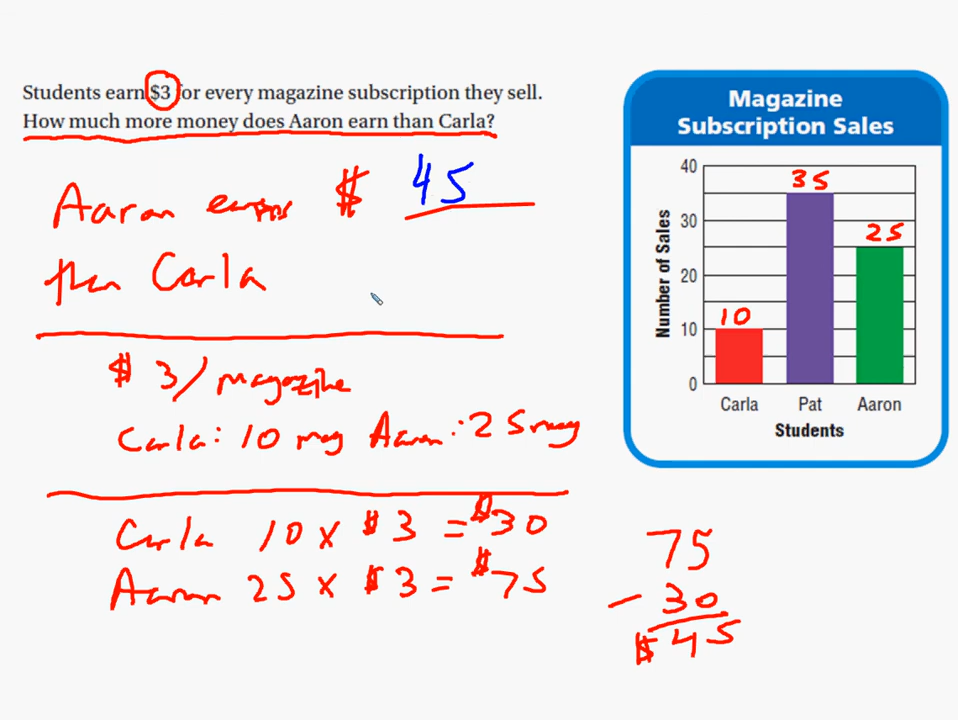 Students earn $3 for every magazine subscription they sell.
How much more money does Aaron earn than Carla?
Aaron earns $ 45
than Carla
$ 3/magazine
Carla: 10 mag Aaron: 25 mag
Carla 10 x $3 = $30
Aaron 25 x $3 = $75
75
- 30
$45
Magazine
Subscription Sales
Number of Sales
40
30
20
10
0
10
35
25
Carla Pat Aaron
Students